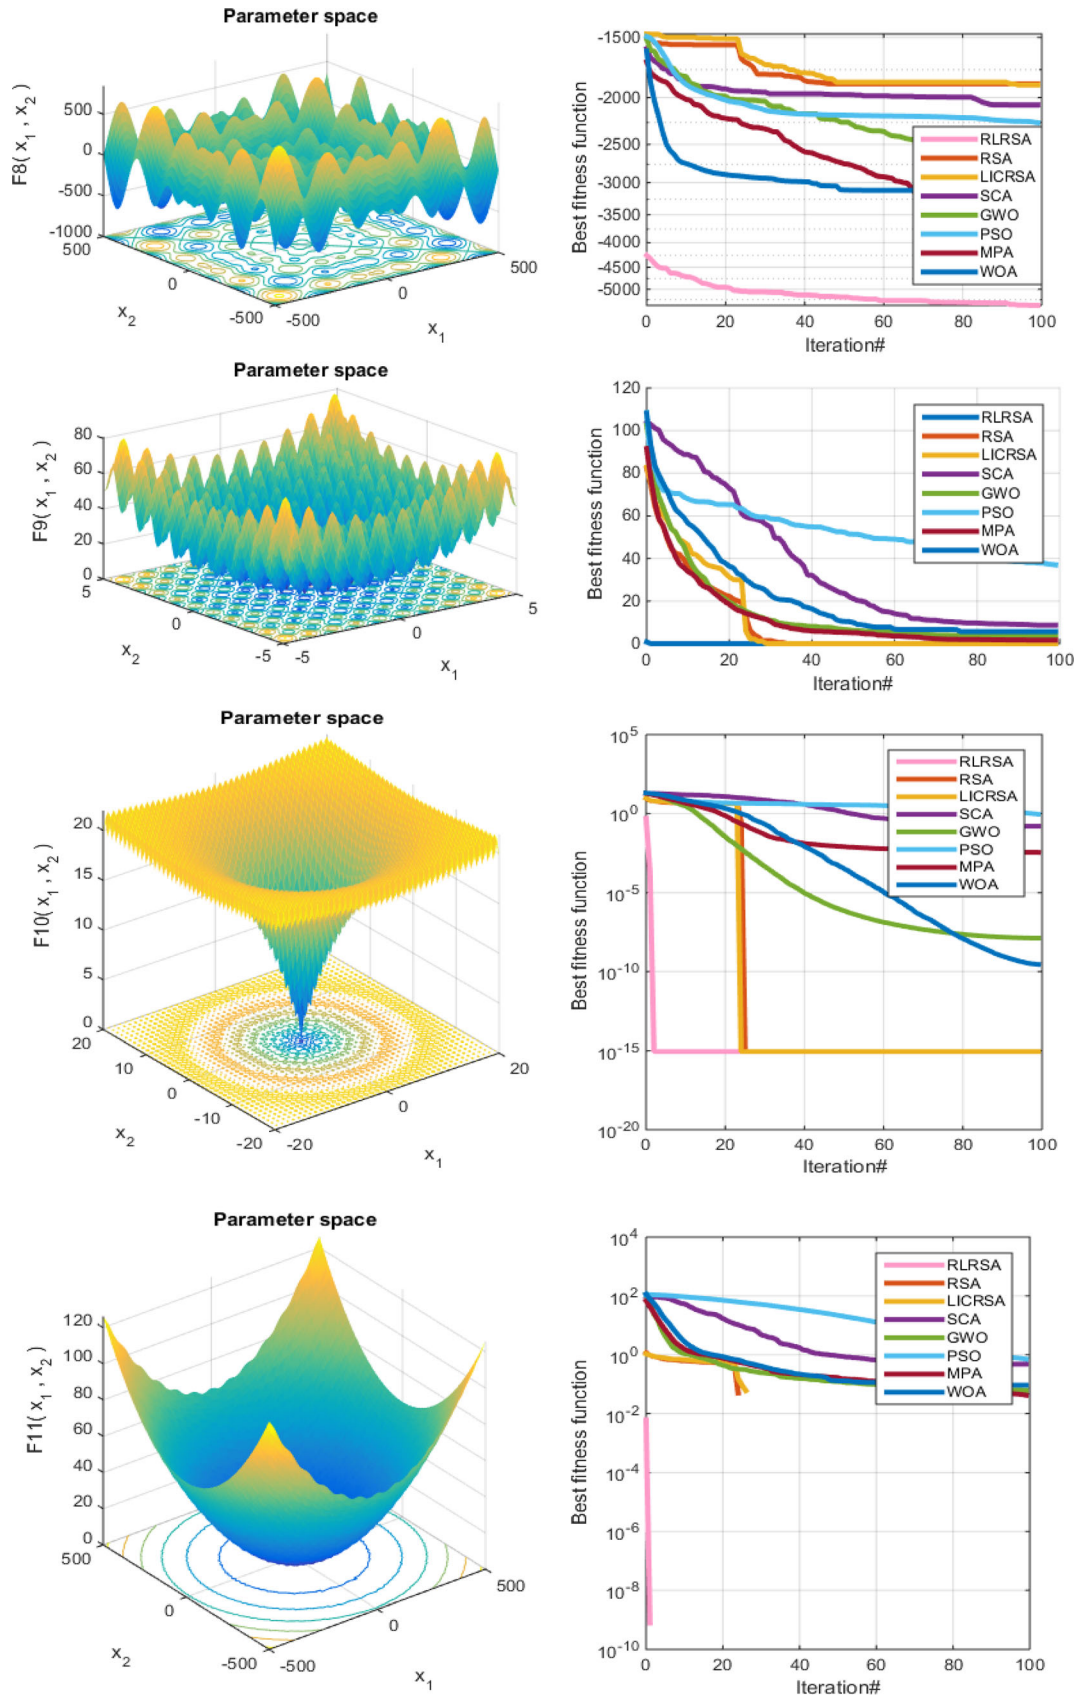 Parameter space
F8( x1 , x2 )
500
0
-500
-1000
500
0
-500
x2
-500
0
500
x1
Best fitness function
-1500
-2000
-2500
-3000
-3500
-4000
-4500
-5000
0
20
40
60
80
100
Iteration#
RLRSA
RSA
LICRSA
SCA
GWO
PSO
MPA
WOA
Parameter space
F9( x1 , x2 )
80
60
40
20
0
5
0
-5
x2
-5
0
5
x1
Best fitness function
120
100
80
60
40
20
0
0
20
40
60
80
100
Iteration#
RLRSA
RSA
LICRSA
SCA
GWO
PSO
MPA
WOA
Parameter space
F10( x1 , x2 )
20
15
10
5
0
20
10
0
-10
-20
x2
-20
0
20
x1
Best fitness function
10^5
10^0
10^-5
10^-10
10^-15
10^-20
0
20
40
60
80
100
Iteration#
RLRSA
RSA
LICRSA
SCA
GWO
PSO
MPA
WOA
Parameter space
F11( x1 , x2 )
120
100
80
60
40
20
0
500
0
-500
x2
-500
0
500
x1
Best fitness function
10^4
10^2
10^0
10^-2
10^-4
10^-6
10^-8
10^-10
0
20
40
60
80
100
Iteration#
RLRSA
RSA
LICRSA
SCA
GWO
PSO
MPA
WOA